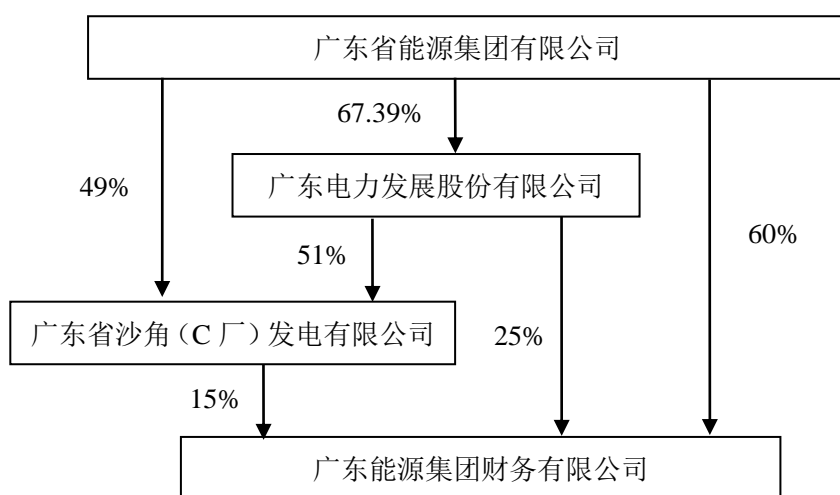 广东省能源集团有限公司
67.39%
49%
广东电力发展股份有限公司
51%
60%
广东省沙角（C 厂）发电有限公司
25%
15%
广东能源集团财务有限公司